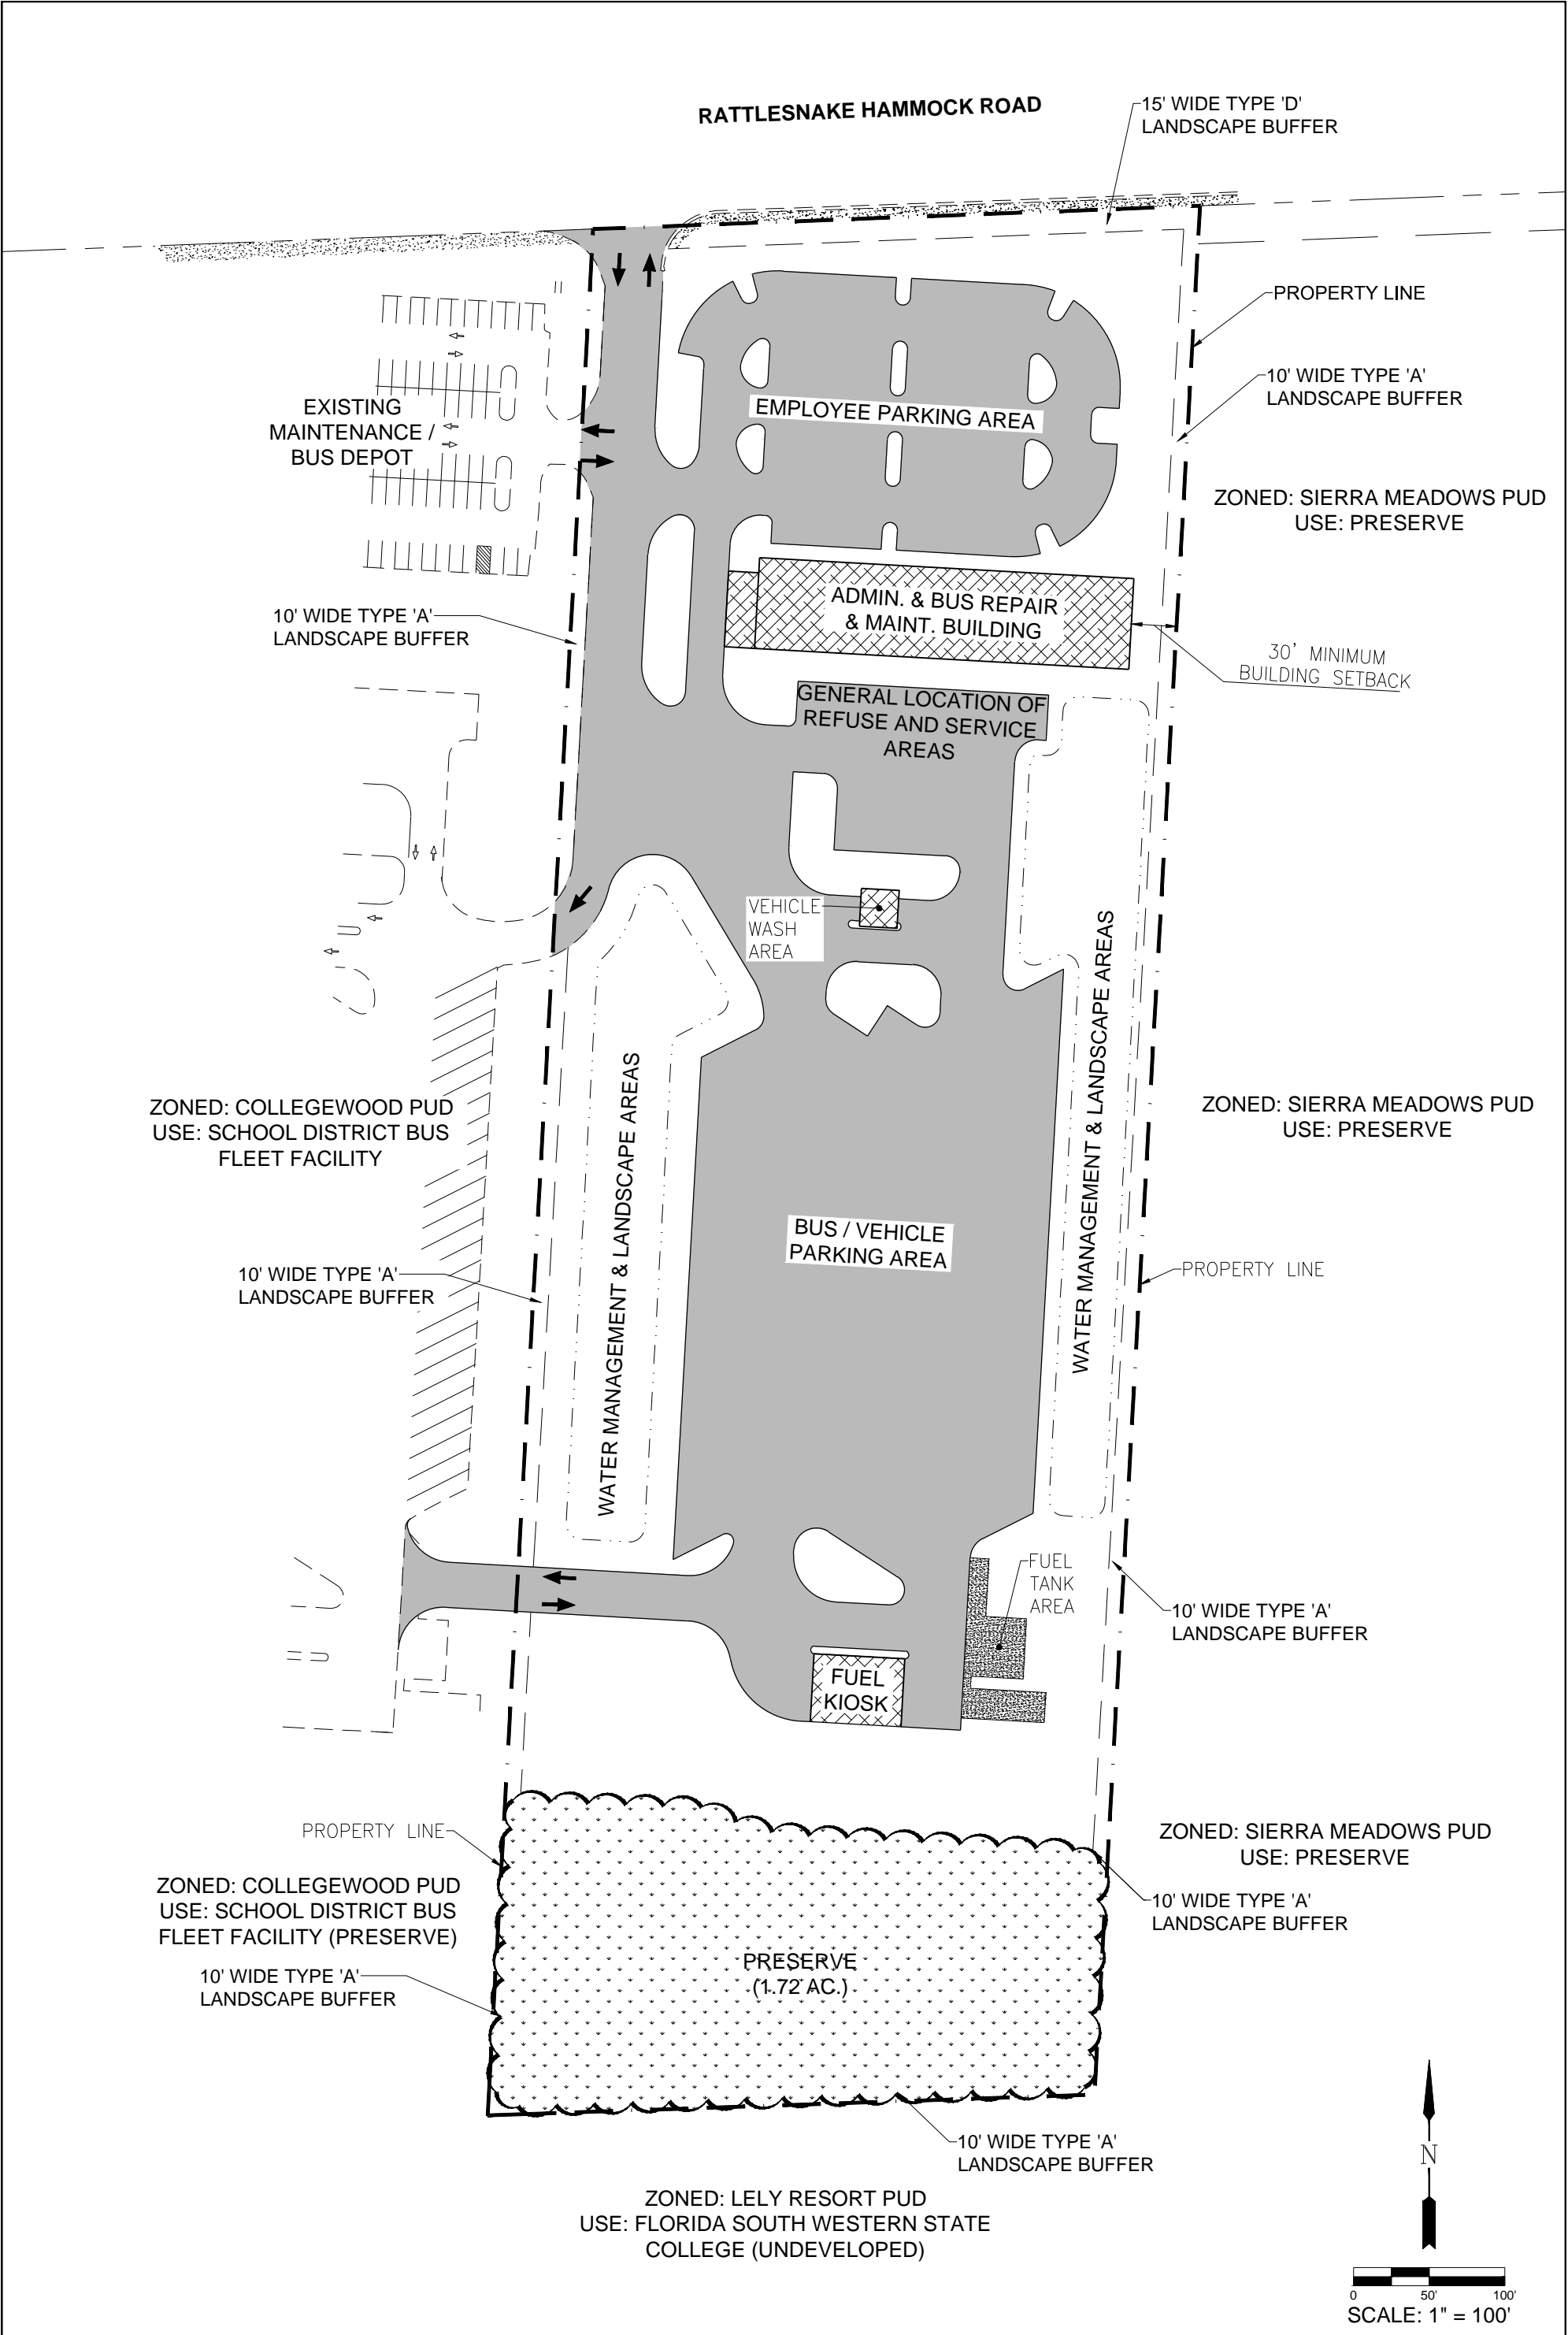 RATTLESNAKE HAMMOCK ROAD
15' WIDE TYPE 'D'
LANDSCAPE BUFFER
PROPERTY LINE
10' WIDE TYPE 'A'
LANDSCAPE BUFFER
EXISTING
MAINTENANCE /
BUS DEPOT
EMPLOYEE PARKING AREA
ZONED: SIERRA MEADOWS PUD
USE: PRESERVE
10' WIDE TYPE 'A'
LANDSCAPE BUFFER
ADMIN. & BUS REPAIR
& MAINT. BUILDING
30' MINIMUM
BUILDING SETBACK
GENERAL LOCATION OF
REFUSE AND SERVICE
AREAS
VEHICLE
WASH
AREA
WATER MANAGEMENT & LANDSCAPE AREAS
WATER MANAGEMENT & LANDSCAPE AREAS
ZONED: COLLEGEWOOD PUD
USE: SCHOOL DISTRICT BUS
FLEET FACILITY
ZONED: SIERRA MEADOWS PUD
USE: PRESERVE
BUS / VEHICLE
PARKING AREA
10' WIDE TYPE 'A'
LANDSCAPE BUFFER
PROPERTY LINE
FUEL
TANK
AREA
10' WIDE TYPE 'A'
LANDSCAPE BUFFER
FUEL
KIOSK
PROPERTY LINE
ZONED: SIERRA MEADOWS PUD
USE: PRESERVE
ZONED: COLLEGEWOOD PUD
USE: SCHOOL DISTRICT BUS
FLEET FACILITY (PRESERVE)
10' WIDE TYPE 'A'
LANDSCAPE BUFFER
PRESERVE
(1.72 AC.)
10' WIDE TYPE 'A'
LANDSCAPE BUFFER
10' WIDE TYPE 'A'
LANDSCAPE BUFFER
N
ZONED: LELY RESORT PUD
USE: FLORIDA SOUTH WESTERN STATE
COLLEGE (UNDEVELOPED)
0 50' 100'
SCALE: 1" = 100'